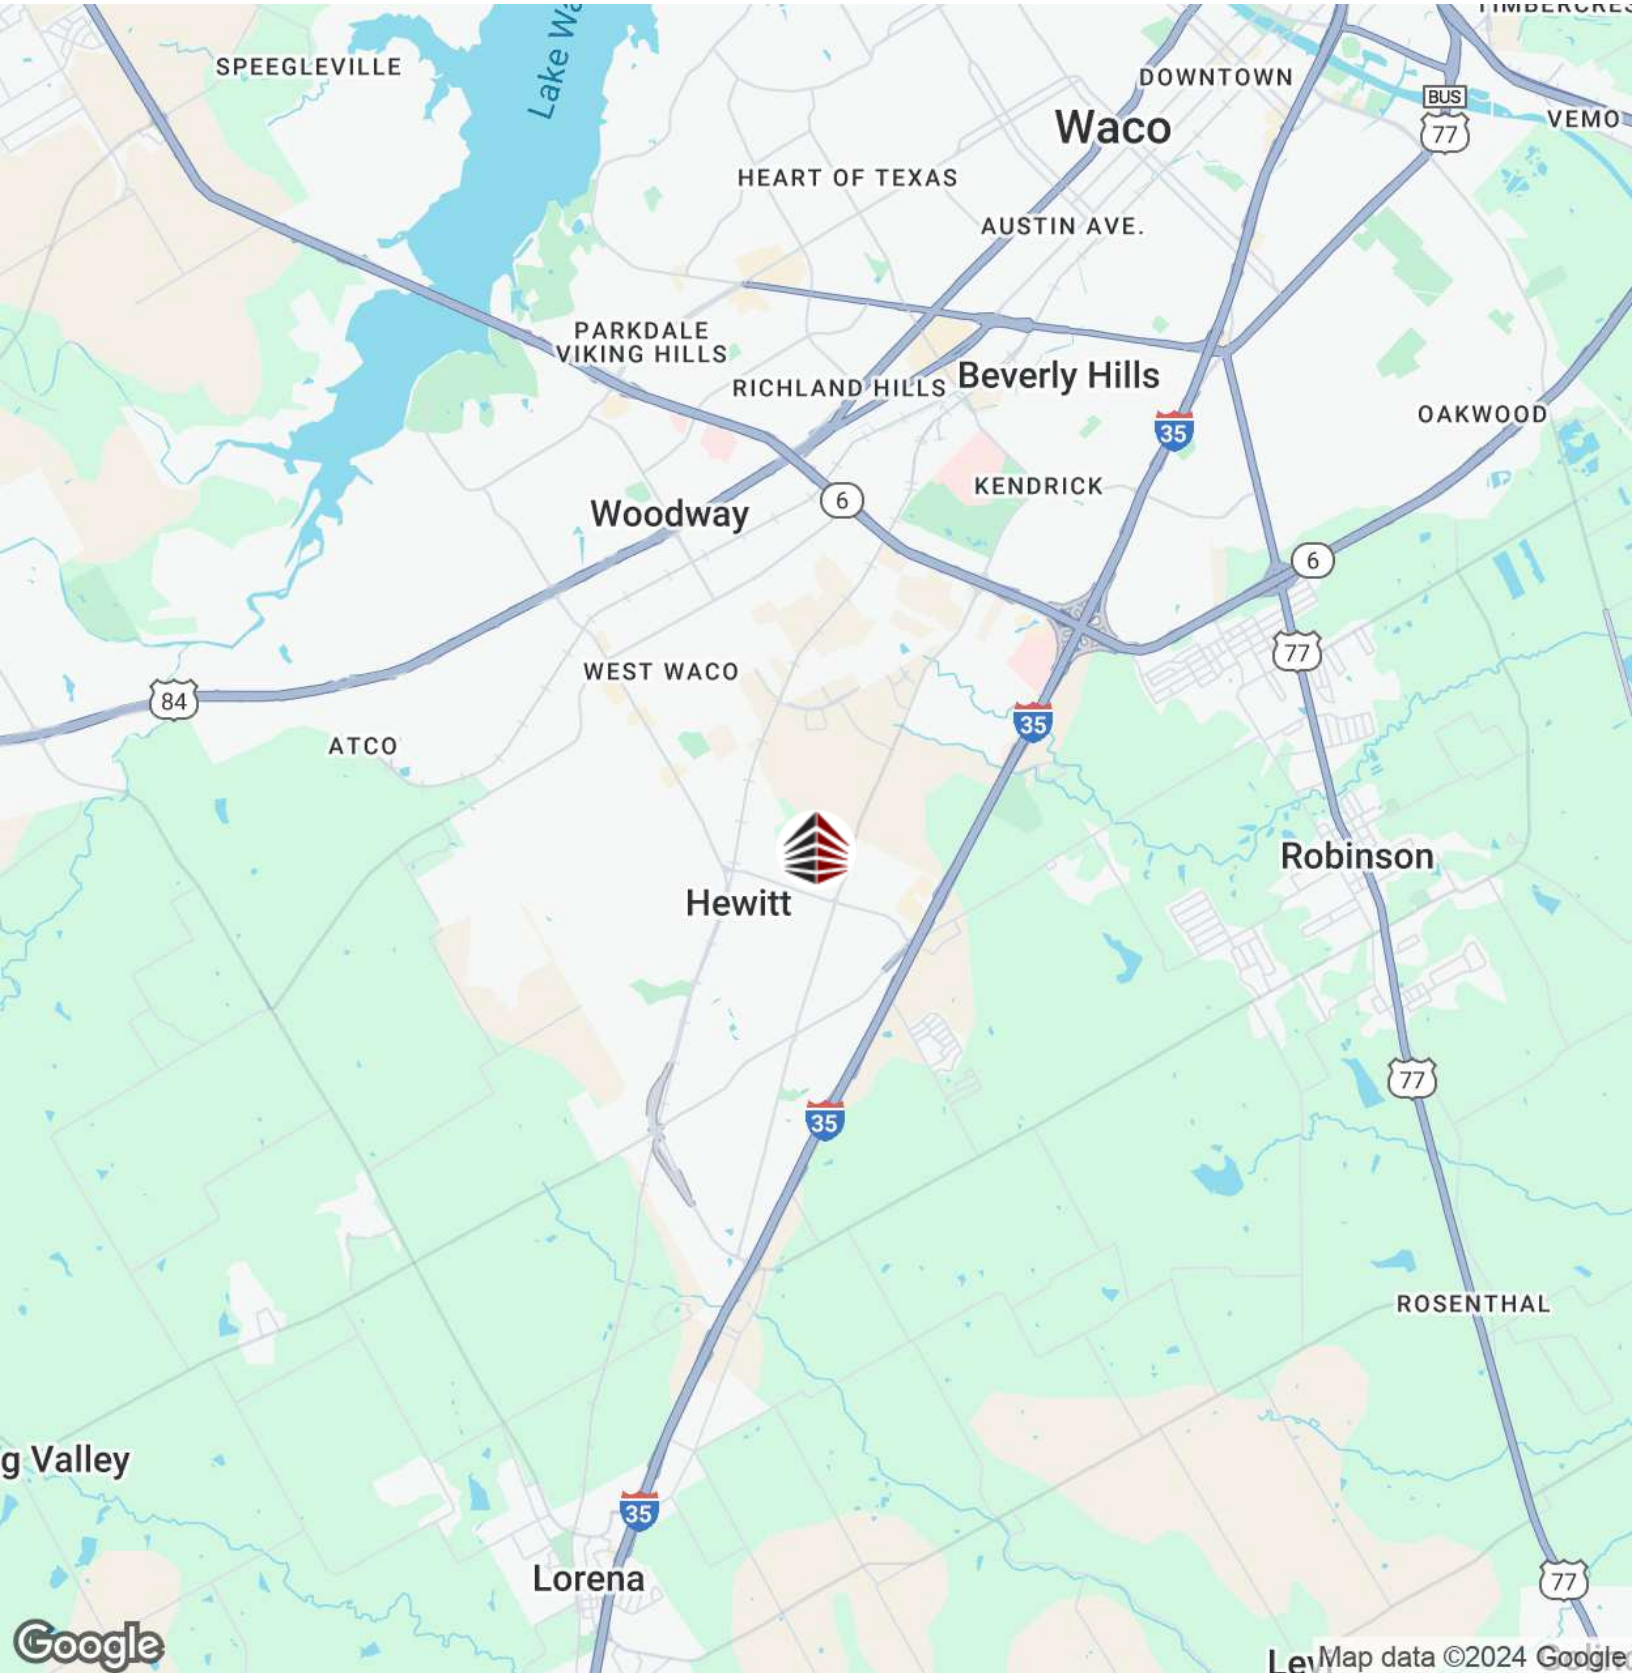 SPEEGLEVILLE
Lake Wa
DOWNTOWN
BUS
77
VEMO
Waco
HEART OF TEXAS
AUSTIN AVE.
PARKDALE
VIKING HILLS
RICHLAND HILLS
Beverly Hills
35
OAKWOOD
KENDRICK
6
Woodway
6
77
WEST WACO
84
35
ATCO
Robinson
Hewitt
77
35
ROSENTHAL
g Valley
35
Lorena
77
Google
Map data ©2024 Google